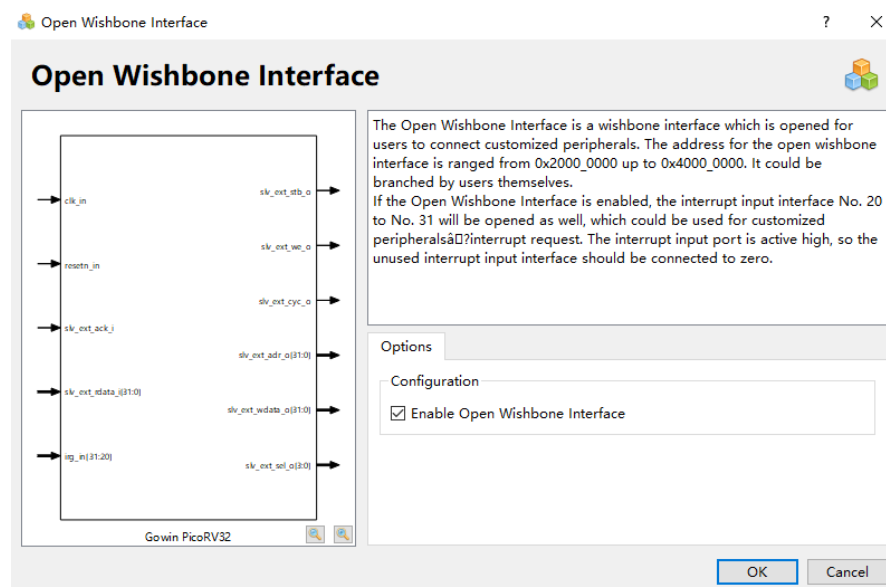 Open Wishbone Interface
? ×
Open Wishbone Interface
clk_in
resetn_in
slv_ext_ack_i
slv_ext_rdata_i(31:0)
irq_in(31:20)
slv_ext_stb_o
slv_ext_we_o
slv_ext_cyc_o
slv_ext_adr_o(31:0)
slv_ext_wdata_o(31:0)
slv_ext_sel_o(3:0)
Gowin PicoRV32
The Open Wishbone Interface is a wishbone interface which is opened for
users to connect customized peripherals. The address for the open wishbone
interface is ranged from 0x2000_0000 up to 0x4000_0000. It could be
branched by users themselves.
If the Open Wishbone Interface is enabled, the interrupt input interface No. 20
to No. 31 will be opened as well, which could be used for customized
peripheralsâ□?interrupt request. The interrupt input port is active high, so the
unused interrupt input interface should be connected to zero.
Options
Configuration
Enable Open Wishbone Interface
OK
Cancel